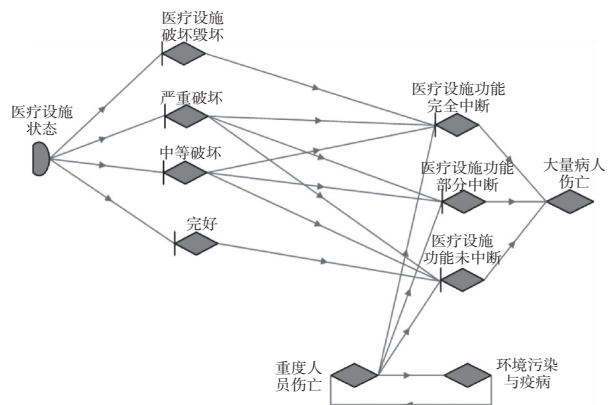 医疗设施
破坏毁坏
医疗设施
状态
严重破坏
中等破坏
完好
医疗设施功能
完全中断
医疗设施功能
部分中断
医疗设施
功能未中断
大量病人
伤亡
重度人
员伤亡
环境污染
与疫病